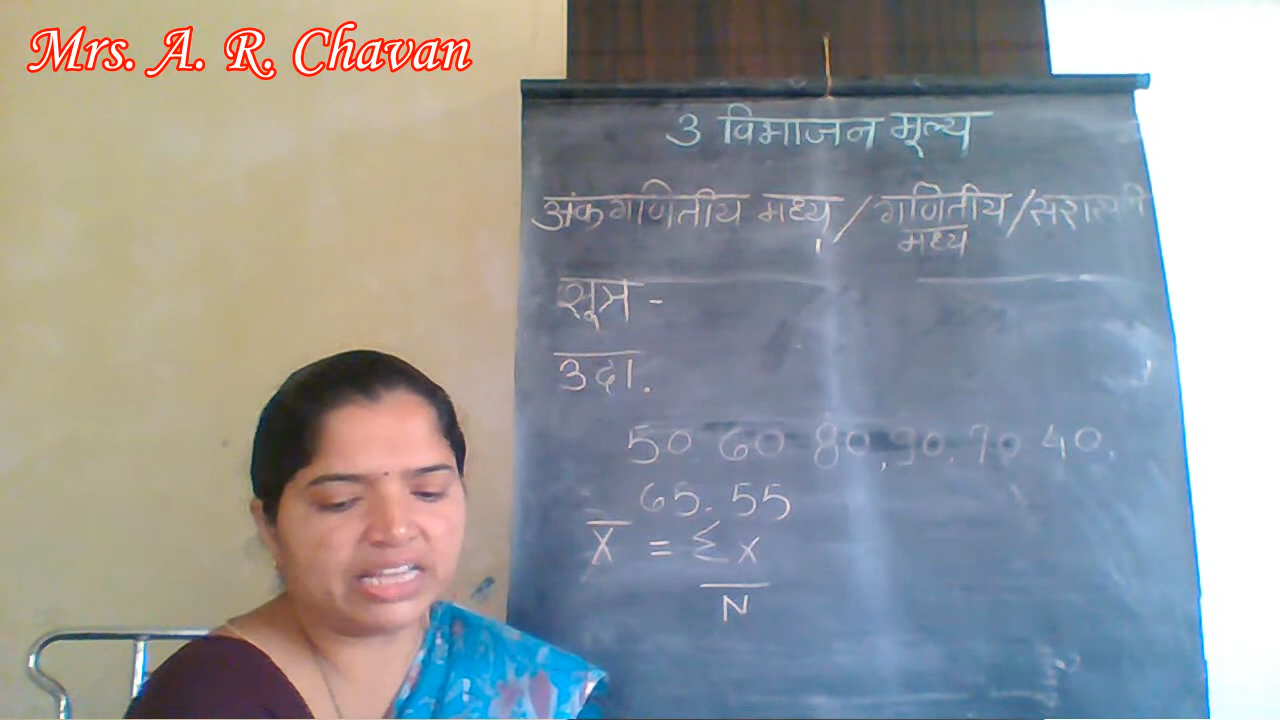 Mrs. A. R. Chavan
3 विभाजन मूल्य
अंकगणितीय मध्य / गणितीय / सरासरी
मध्य
सूत्र -
उदा.
50 60 80, 90, 70 40,
65. 55
X̅ = Σx
N